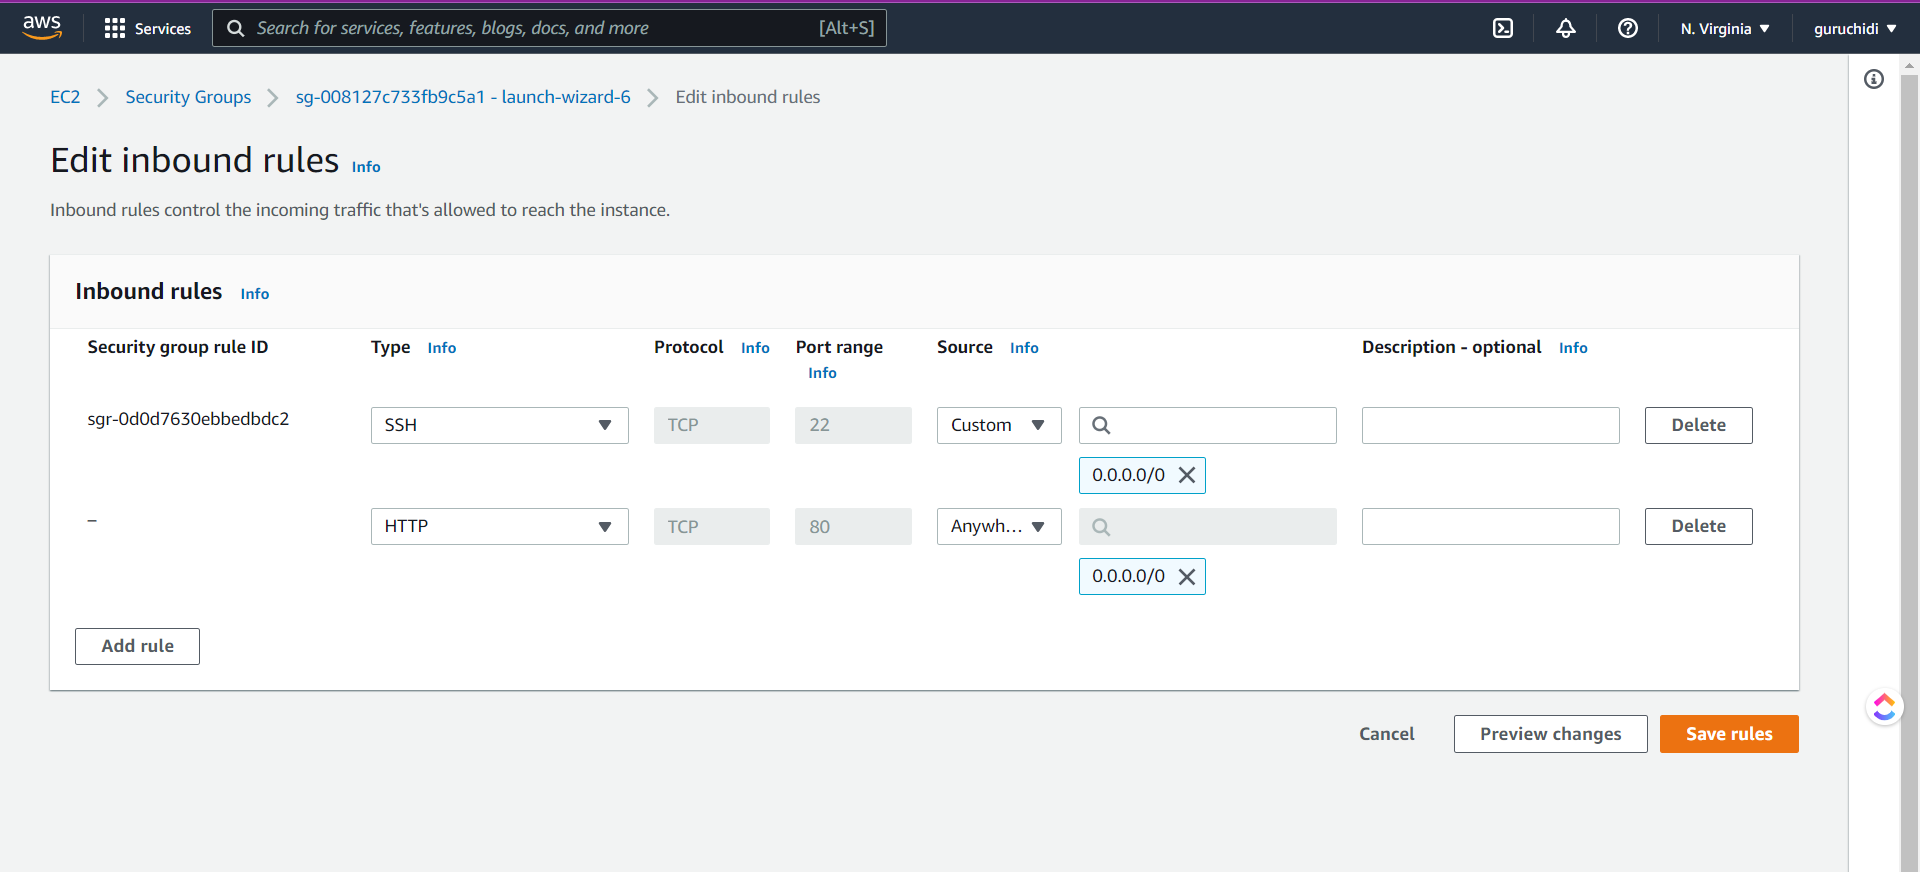 aws Services Search for services, features, blogs, docs, and more [Alt+S] N. Virginia guruchidi
EC2 Security Groups sg-008127c733fb9c5a1 - launch-wizard-6 Edit inbound rules
Edit inbound rules Info
Inbound rules control the incoming traffic that's allowed to reach the instance.
Inbound rules Info
Security group rule ID Type Info Protocol Info Port range Source Info Description - optional Info
Info
sgr-0d0d7630ebbedbdc2 SSH TCP 22 Custom Delete
0.0.0.0/0
– HTTP TCP 80 Anywh... Delete
0.0.0.0/0
Add rule
Cancel Preview changes Save rules